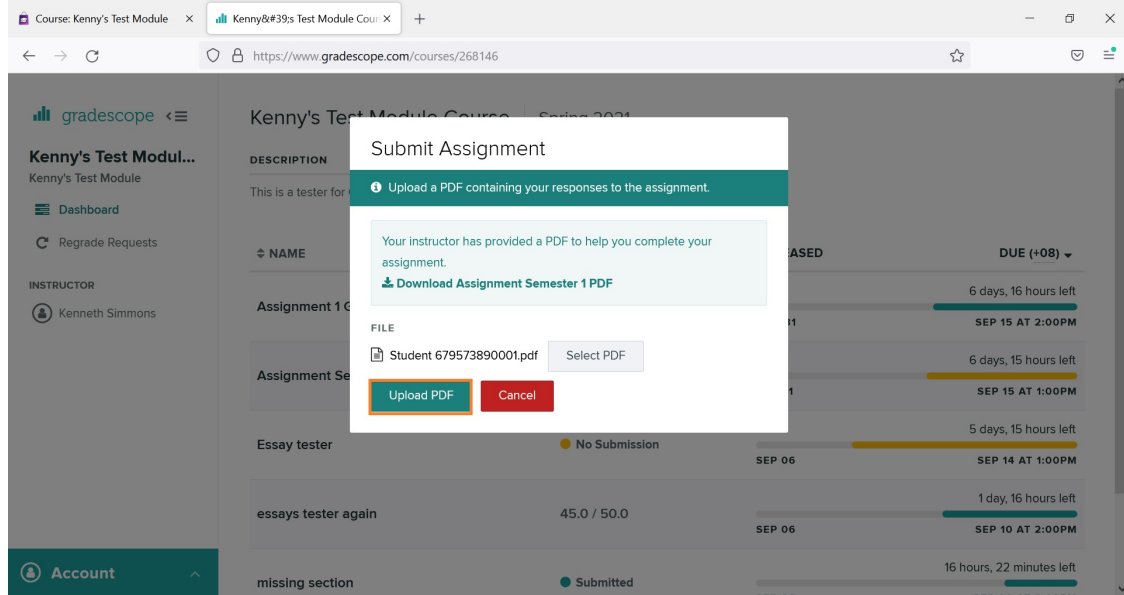 Course: Kenny's Test Module
Kenny&#39;s Test Module Cour
https://www.gradescope.com/courses/268146
gradescope
Kenny's Test Modul...
Kenny's Test Module
Dashboard
Regrade Requests
INSTRUCTOR
Kenneth Simmons
Account
Kenny's Test Module Course Spring 2021
DESCRIPTION
This is a tester for
NAME
EASED
DUE (+08)
Submit Assignment
Upload a PDF containing your responses to the assignment.
Your instructor has provided a PDF to help you complete your
assignment.
Download Assignment Semester 1 PDF
FILE
Student 679573890001.pdf
Select PDF
Upload PDF
Cancel
Assignment 1 G
6 days, 16 hours left
SEP 15 AT 2:00PM
Assignment Se
6 days, 15 hours left
1
SEP 15 AT 1:00PM
Essay tester
No Submission
5 days, 15 hours left
SEP 06
SEP 14 AT 1:00PM
essays tester again
45.0 / 50.0
1 day, 16 hours left
SEP 06
SEP 10 AT 2:00PM
missing section
Submitted
16 hours, 22 minutes left